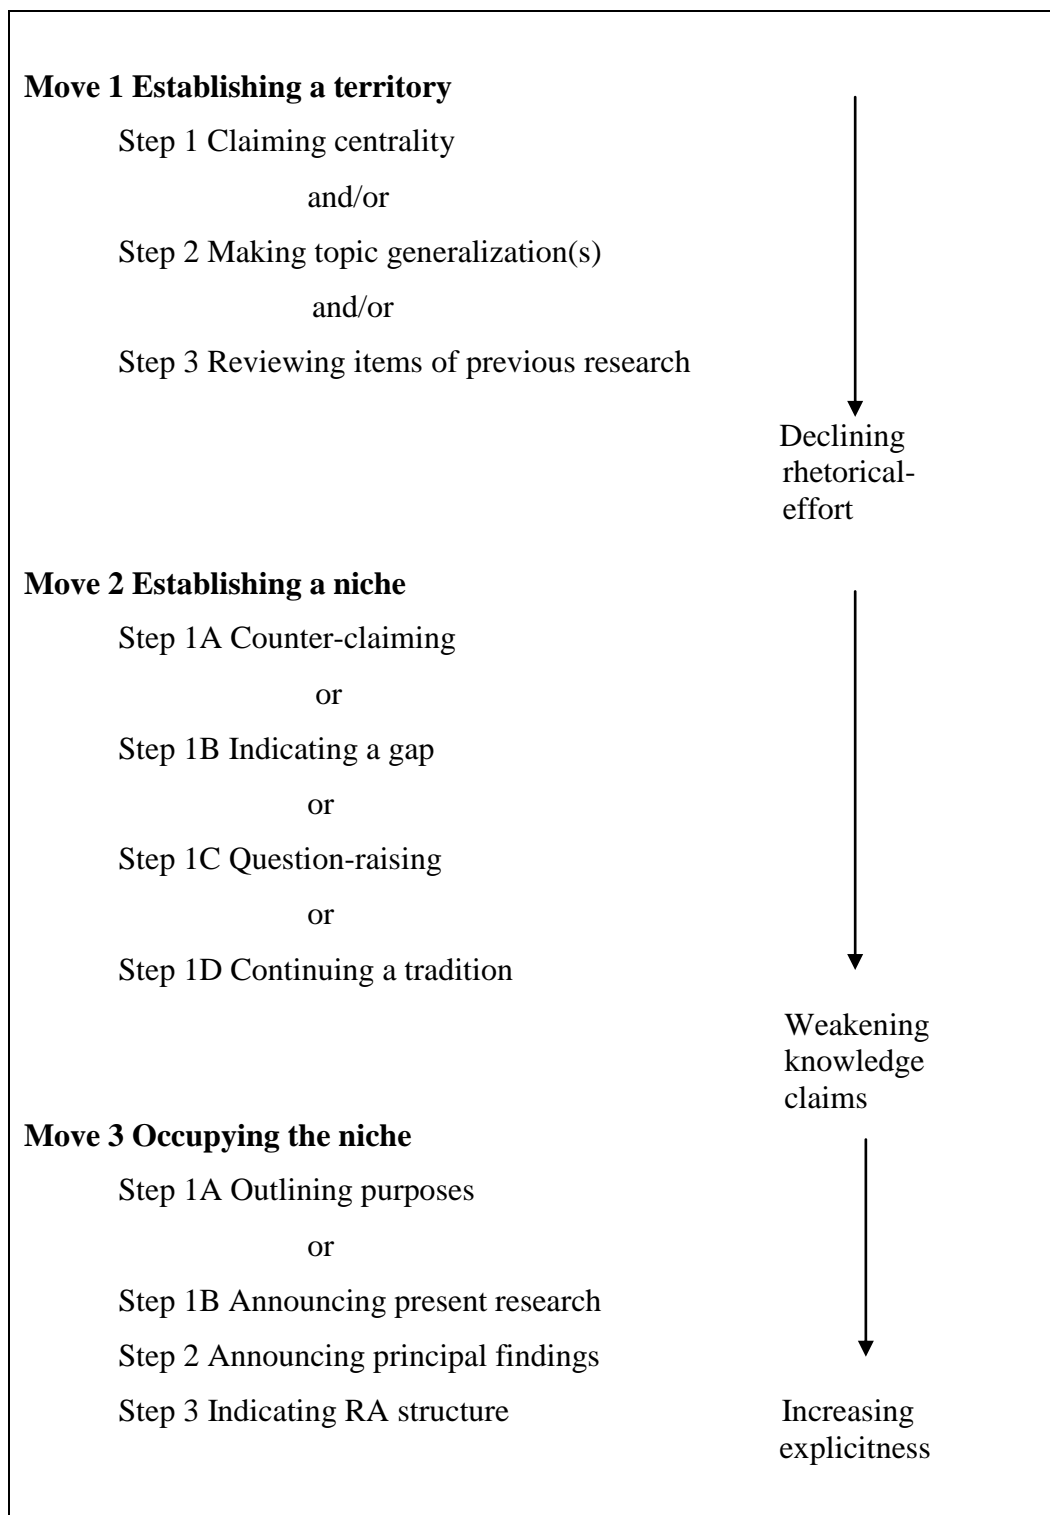 Move 1 Establishing a territory
Step 1 Claiming centrality
and/or
Step 2 Making topic generalization(s)
and/or
Step 3 Reviewing items of previous research
Declining
rhetorical-
effort
Move 2 Establishing a niche
Step 1A Counter-claiming
or
Step 1B Indicating a gap
or
Step 1C Question-raising
or
Step 1D Continuing a tradition
Weakening
knowledge
claims
Move 3 Occupying the niche
Step 1A Outlining purposes
or
Step 1B Announcing present research
Step 2 Announcing principal findings
Step 3 Indicating RA structure
Increasing
explicitness